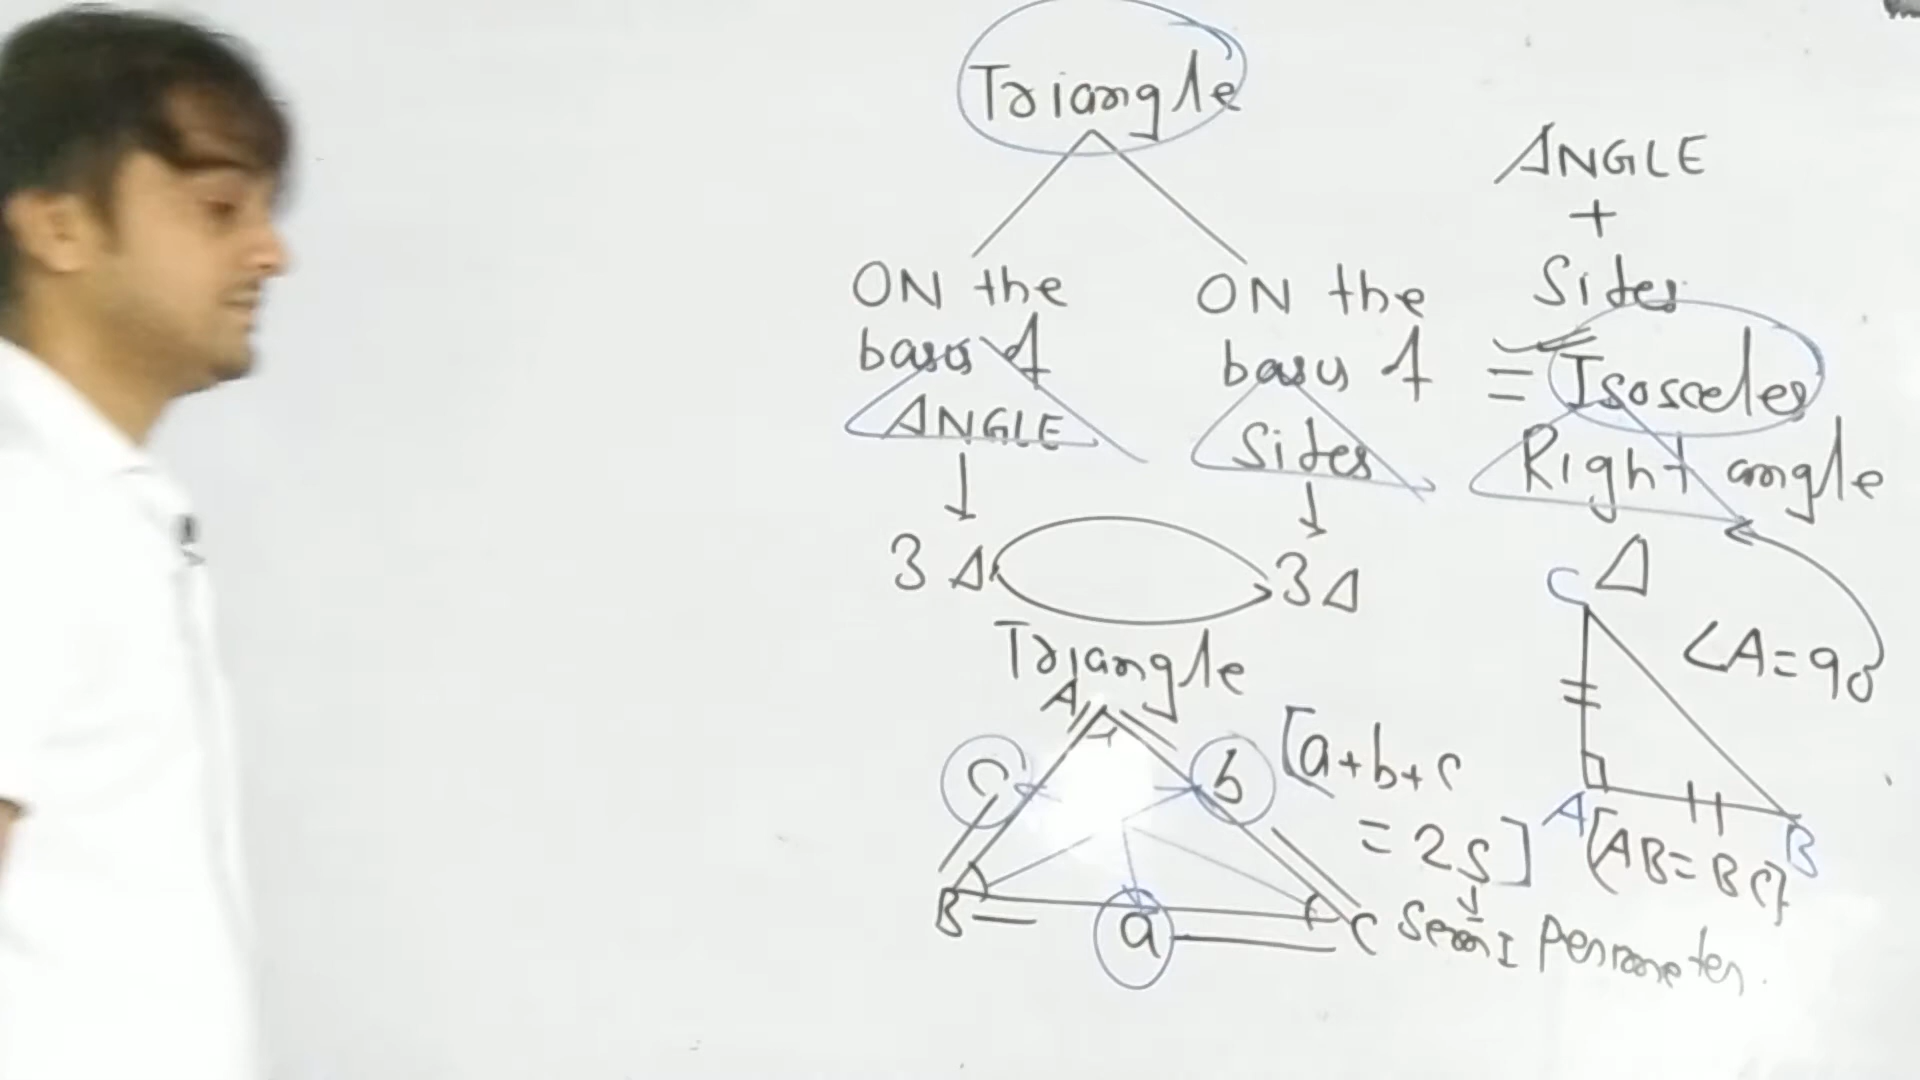 Triangle
ON the
basis of
ANGLE
3 Δ
ON the
basis of
Sides
3 Δ
ANGLE
+
Sides
= Isosceles
Right angle
Δ
C
∠A = 90
A
B
[AB = BC]
Triangle
A
c
b
B
a
C
[a+b+c
= 2s]
Semi Perimeter.